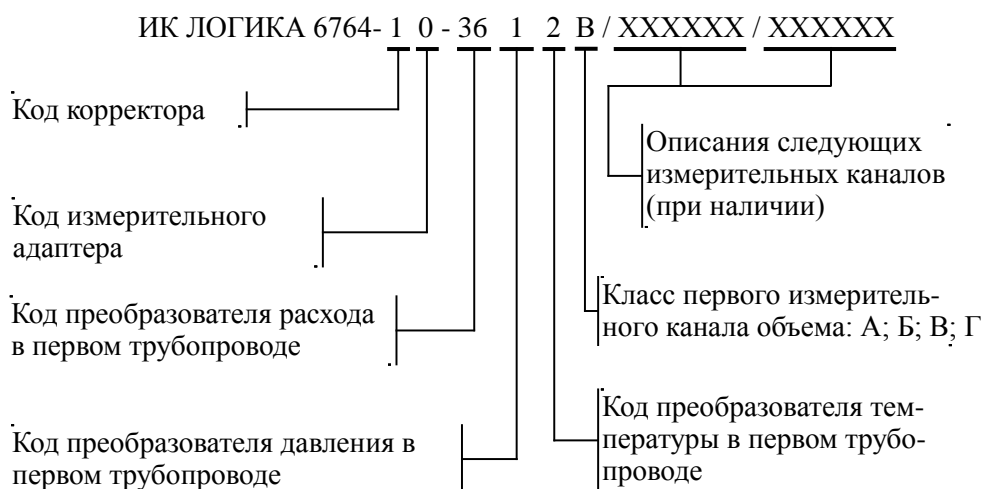 ИК ЛОГИКА 6764- 1 0 - 36 1 2 В / ХХХХХХ / ХХХХХХ
Код корректора
Описания следующих
измерительных каналов
(при наличии)
Код измерительного
адаптера
Класс первого измеритель-
ного канала объема: А; Б; В; Г
Код преобразователя расхода
в первом трубопроводе
Код преобразователя тем-
пературы в первом трубо-
проводе
Код преобразователя давления в
первом трубопроводе